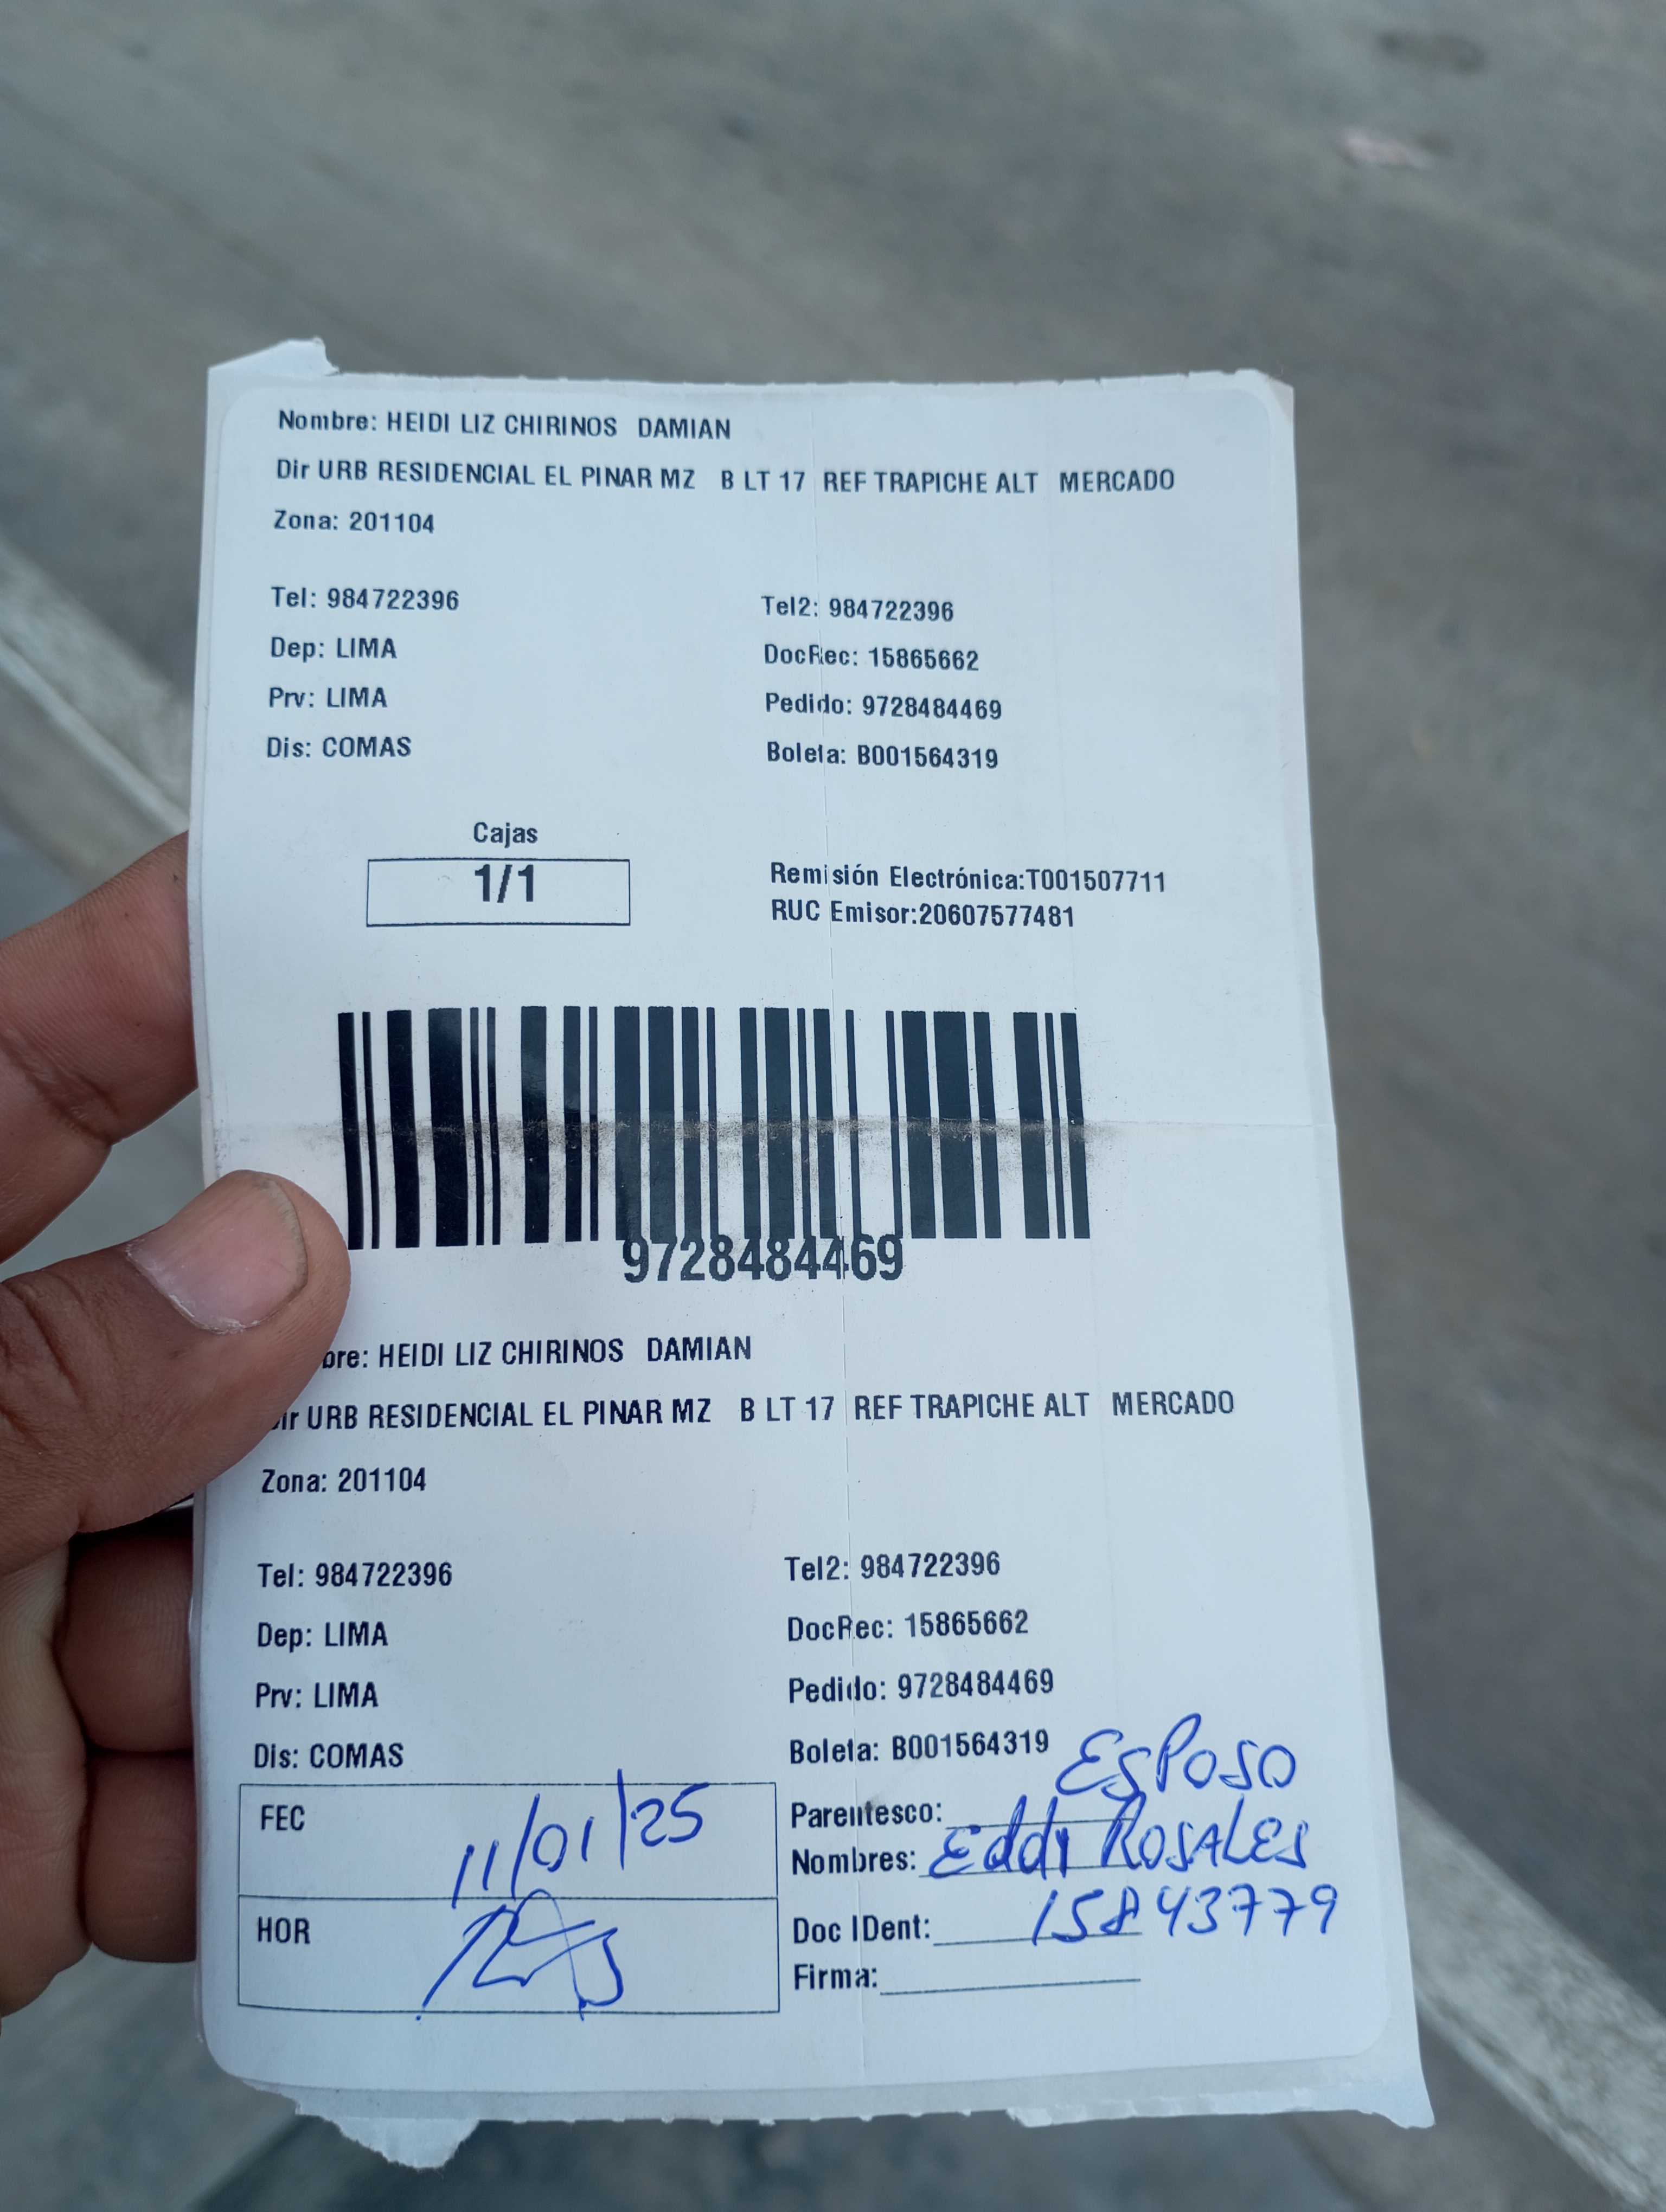 Nombre: HEIDI LIZ CHIRINOS DAMIAN
Dir URB RESIDENCIAL EL PINAR MZ B LT 17 REF TRAPICHE ALT MERCADO
Zona: 201104
Tel: 984722396 Tel2: 984722396
Dep: LIMA DocRec: 15865662
Prv: LIMA Pedido: 9728484469
Dis: COMAS Boleta: B001564319
Cajas
1/1
Remisión Electrónica:T001507711
RUC Emisor:20607577481
9728484469
bre: HEIDI LIZ CHIRINOS DAMIAN
Dir URB RESIDENCIAL EL PINAR MZ B LT 17 REF TRAPICHE ALT MERCADO
Zona: 201104
Tel: 984722396 Tel2: 984722396
Dep: LIMA DocRec: 15865662
Prv: LIMA Pedido: 9728484469
Dis: COMAS Boleta: B001564319
FEC 11/01/25
Parentesco: Esposo
Nombres: Eddy ROSALES
HOR
Doc IDent: 15843779
Firma: